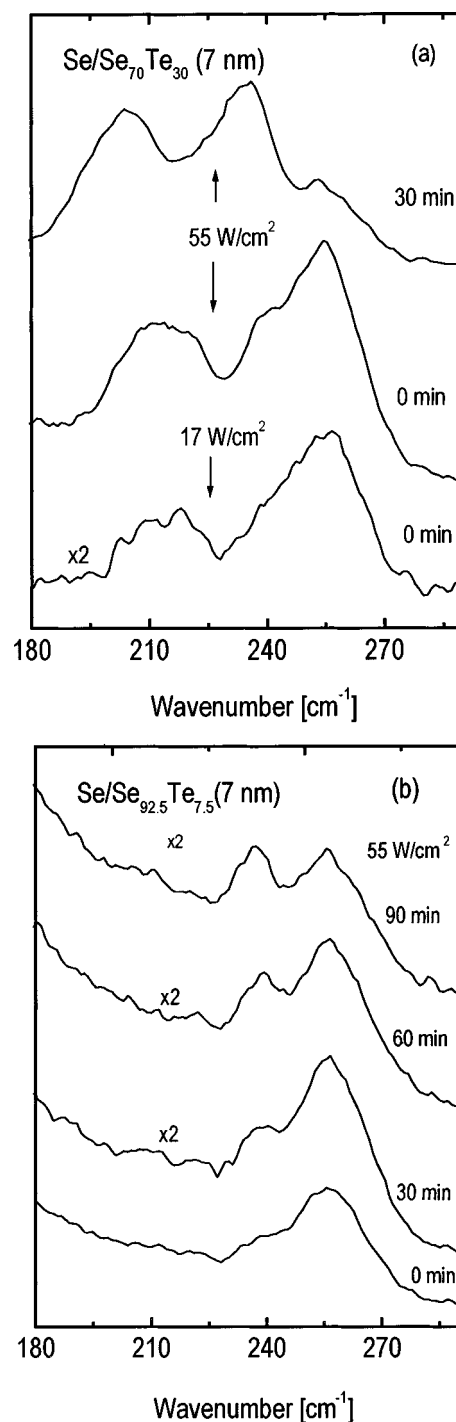 Se/Se₇₀Te₃₀ (7 nm)
(a)
30 min
55 W/cm²
0 min
17 W/cm²
0 min
x2
180 210 240 270
Wavenumber [cm⁻¹]
Se/Se₉₂.₅Te₇.₅(7 nm)
(b)
x2
55 W/cm²
90 min
x2
60 min
x2
30 min
0 min
180 210 240 270
Wavenumber [cm⁻¹]